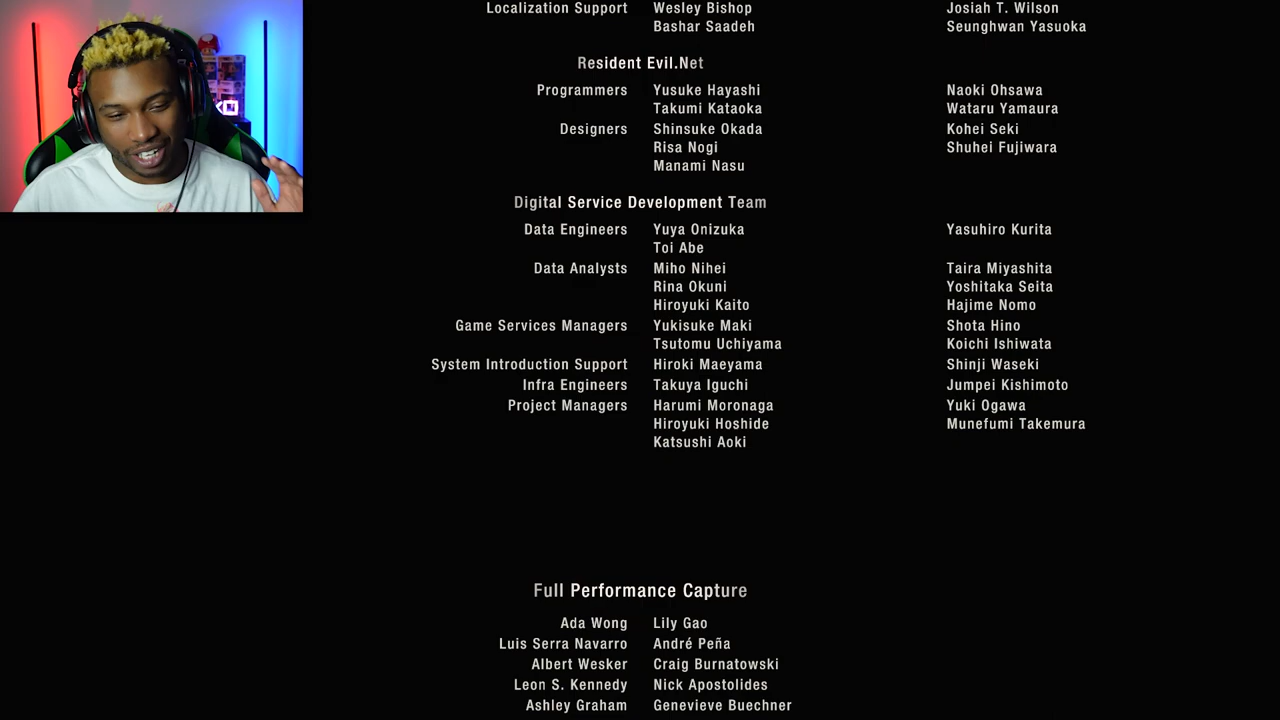 Localization Support Wesley Bishop Josiah T. Wilson
Bashar Saadeh Seunghwan Yasuoka
Resident Evil.Net
Programmers Yusuke Hayashi Naoki Ohsawa
Takumi Kataoka Wataru Yamaura
Designers Shinsuke Okada Kohei Seki
Risa Nogi Shuhei Fujiwara
Manami Nasu
Digital Service Development Team
Data Engineers Yuya Onizuka Yasuhiro Kurita
Toi Abe
Data Analysts Miho Nihei Taira Miyashita
Rina Okuni Yoshitaka Seita
Hiroyuki Kaito Hajime Nomo
Game Services Managers Yukisuke Maki Shota Hino
Tsutomu Uchiyama Koichi Ishiwata
System Introduction Support Hiroki Maeyama Shinji Waseki
Infra Engineers Takuya Iguchi Jumpei Kishimoto
Project Managers Harumi Moronaga Yuki Ogawa
Hiroyuki Hoshide Munefumi Takemura
Katsushi Aoki
Full Performance Capture
Ada Wong Lily Gao
Luis Serra Navarro André Peña
Albert Wesker Craig Burnatowski
Leon S. Kennedy Nick Apostolides
Ashley Graham Genevieve Buechner